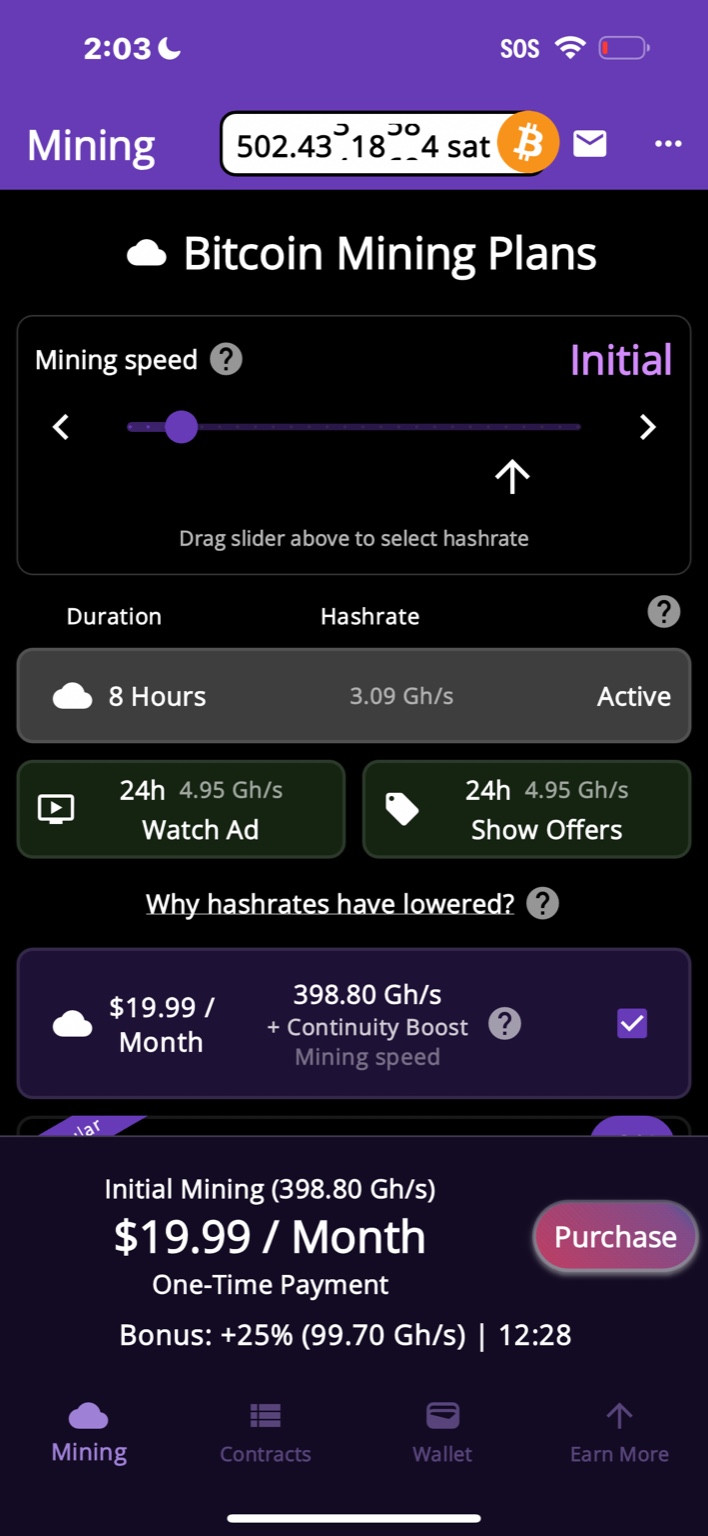 2:03 SOS
Mining 502.43 18 4 sat
Bitcoin Mining Plans
Mining speed ? Initial
Drag slider above to select hashrate
Duration Hashrate ?
8 Hours 3.09 Gh/s Active
24h 4.95 Gh/s
Watch Ad
24h 4.95 Gh/s
Show Offers
Why hashrates have lowered? ?
$19.99 /
Month
398.80 Gh/s
+ Continuity Boost ?
Mining speed
Initial Mining (398.80 Gh/s)
$19.99 / Month
One-Time Payment
Purchase
Bonus: +25% (99.70 Gh/s) | 12:28
Mining Contracts Wallet Earn More